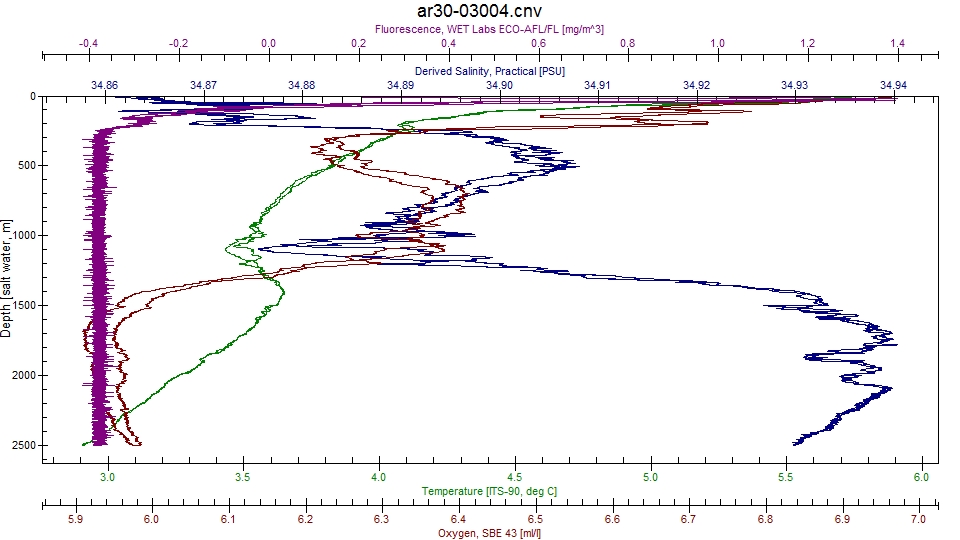 ar30-03004.cnv
Fluorescence, WET Labs ECO-AFL/FL [mg/m^3]
-0.4 -0.2 0.0 0.2 0.4 0.6 0.8 1.0 1.2 1.4
Derived Salinity, Practical [PSU]
34.86 34.87 34.88 34.89 34.90 34.91 34.92 34.93 34.94
0
500
1000
1500
2000
2500
Depth [salt water, m]
3.0 3.5 4.0 4.5 5.0 5.5 6.0
Temperature [ITS-90, deg C]
5.9 6.0 6.1 6.2 6.3 6.4 6.5 6.6 6.7 6.8 6.9 7.0
Oxygen, SBE 43 [ml/l]